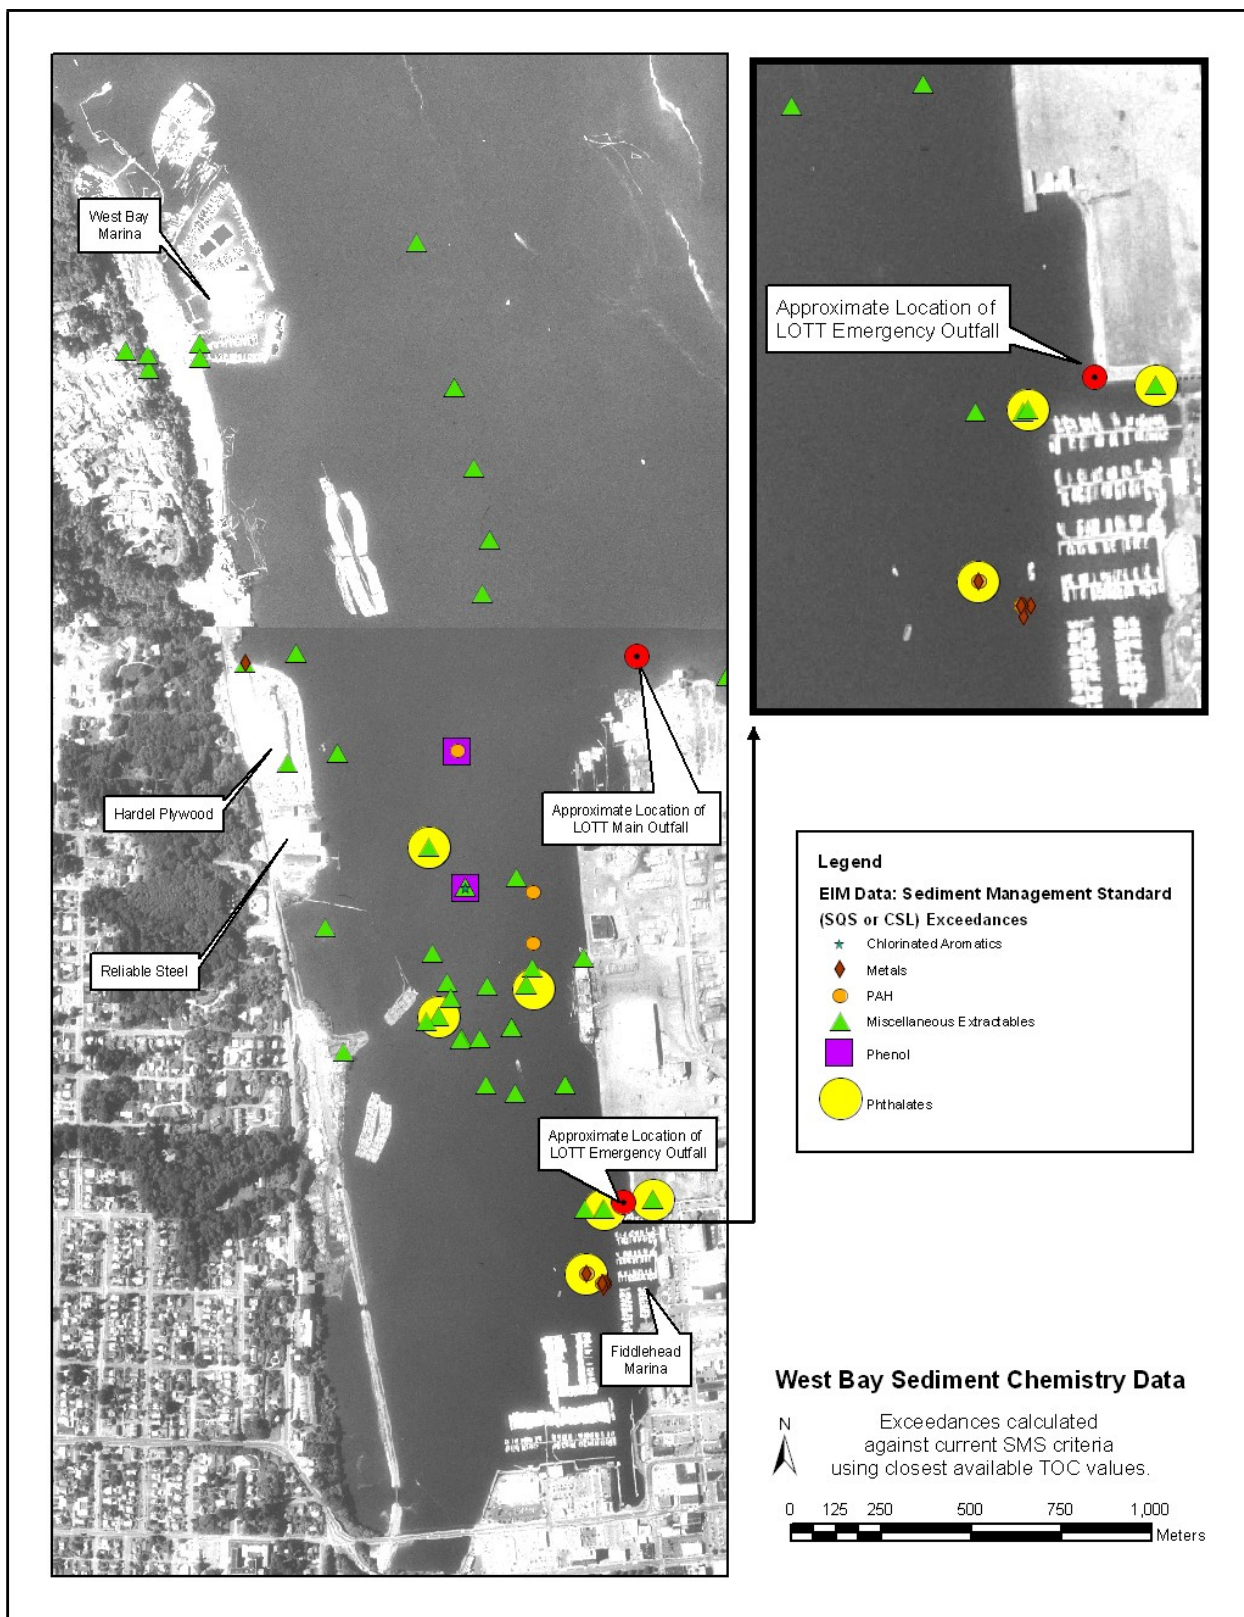 West Bay
Marina
Hardel Plywood
Reliable Steel
Approximate Location of
LOTT Main Outfall
Approximate Location of
LOTT Emergency Outfall
Fiddlehead
Marina
Approximate Location of
LOTT Emergency Outfall
Legend
EIM Data: Sediment Management Standard
(SQS or CSL) Exceedances
Chlorinated Aromatics
Metals
PAH
Miscellaneous Extractables
Phenol
Phthalates
West Bay Sediment Chemistry Data
N
Exceedances calculated
against current SMS criteria
using closest available TOC values.
0 125 250 500 750 1,000
Meters